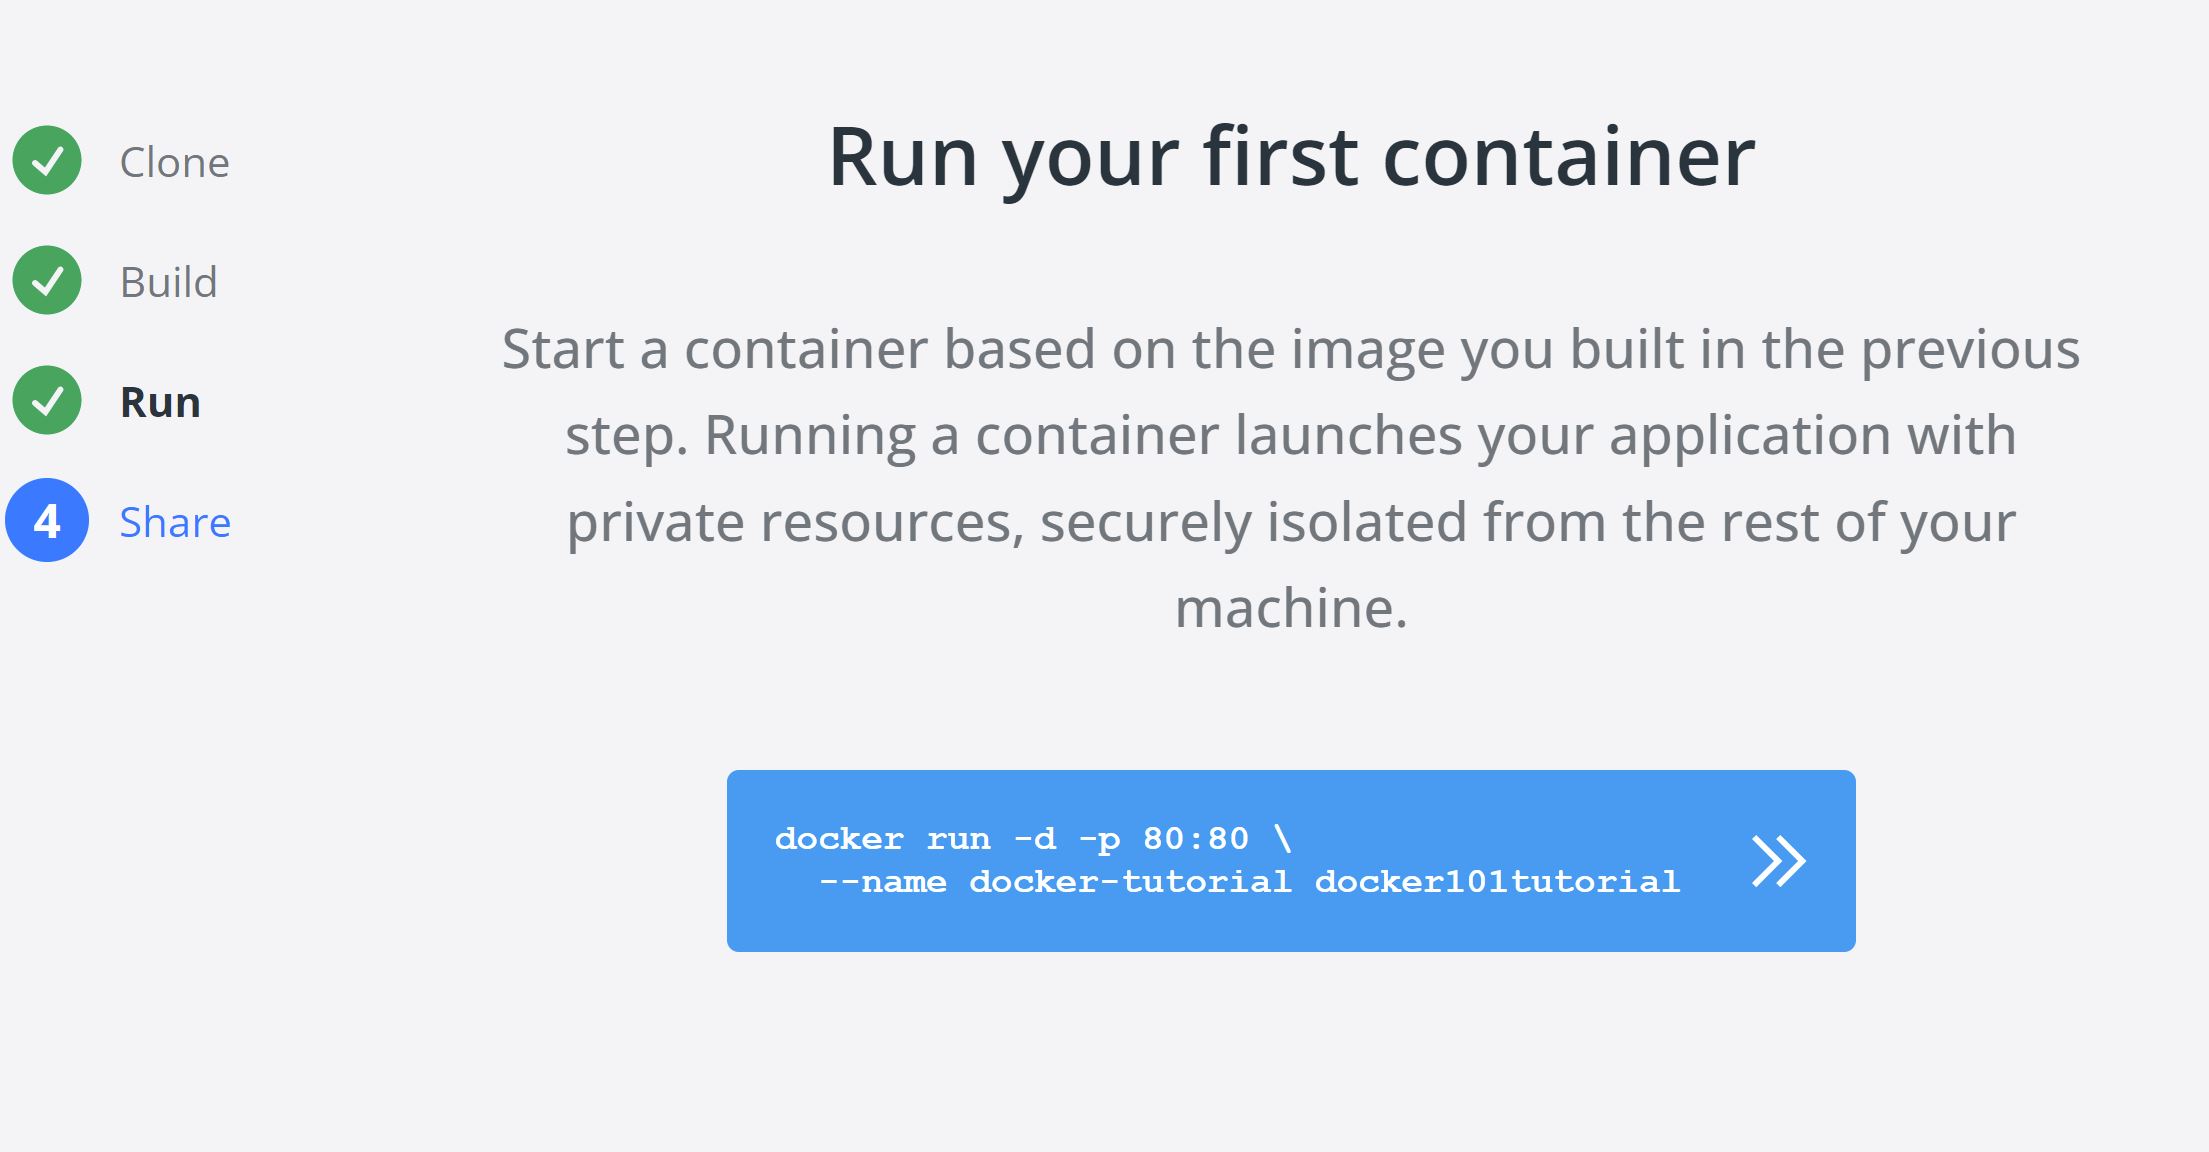 Clone
Build
Run
4 Share
Run your first container
Start a container based on the image you built in the previous
step. Running a container launches your application with
private resources, securely isolated from the rest of your
machine.
docker run -d -p 80:80 \
  --name docker-tutorial docker101tutorial